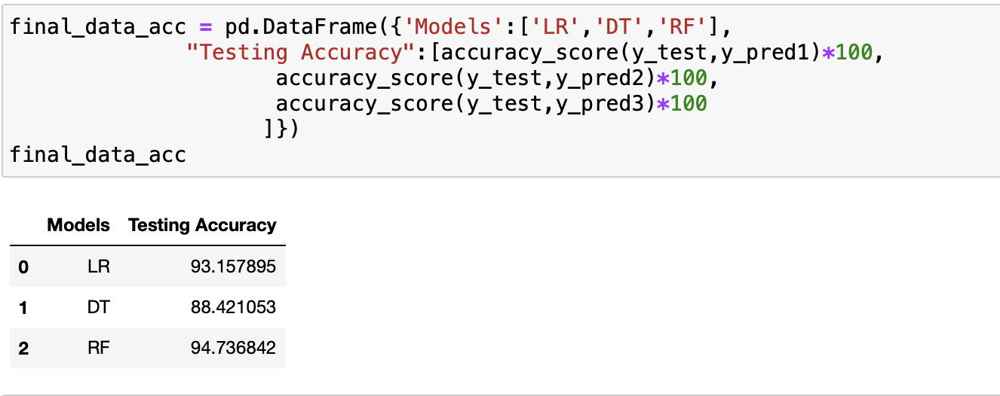 final_data_acc = pd.DataFrame({'Models':['LR','DT','RF'],
"Testing Accuracy":[accuracy_score(y_test,y_pred1)*100,
accuracy_score(y_test,y_pred2)*100,
accuracy_score(y_test,y_pred3)*100
]})
final_data_acc
Models Testing Accuracy
0 LR 93.157895
1 DT 88.421053
2 RF 94.736842